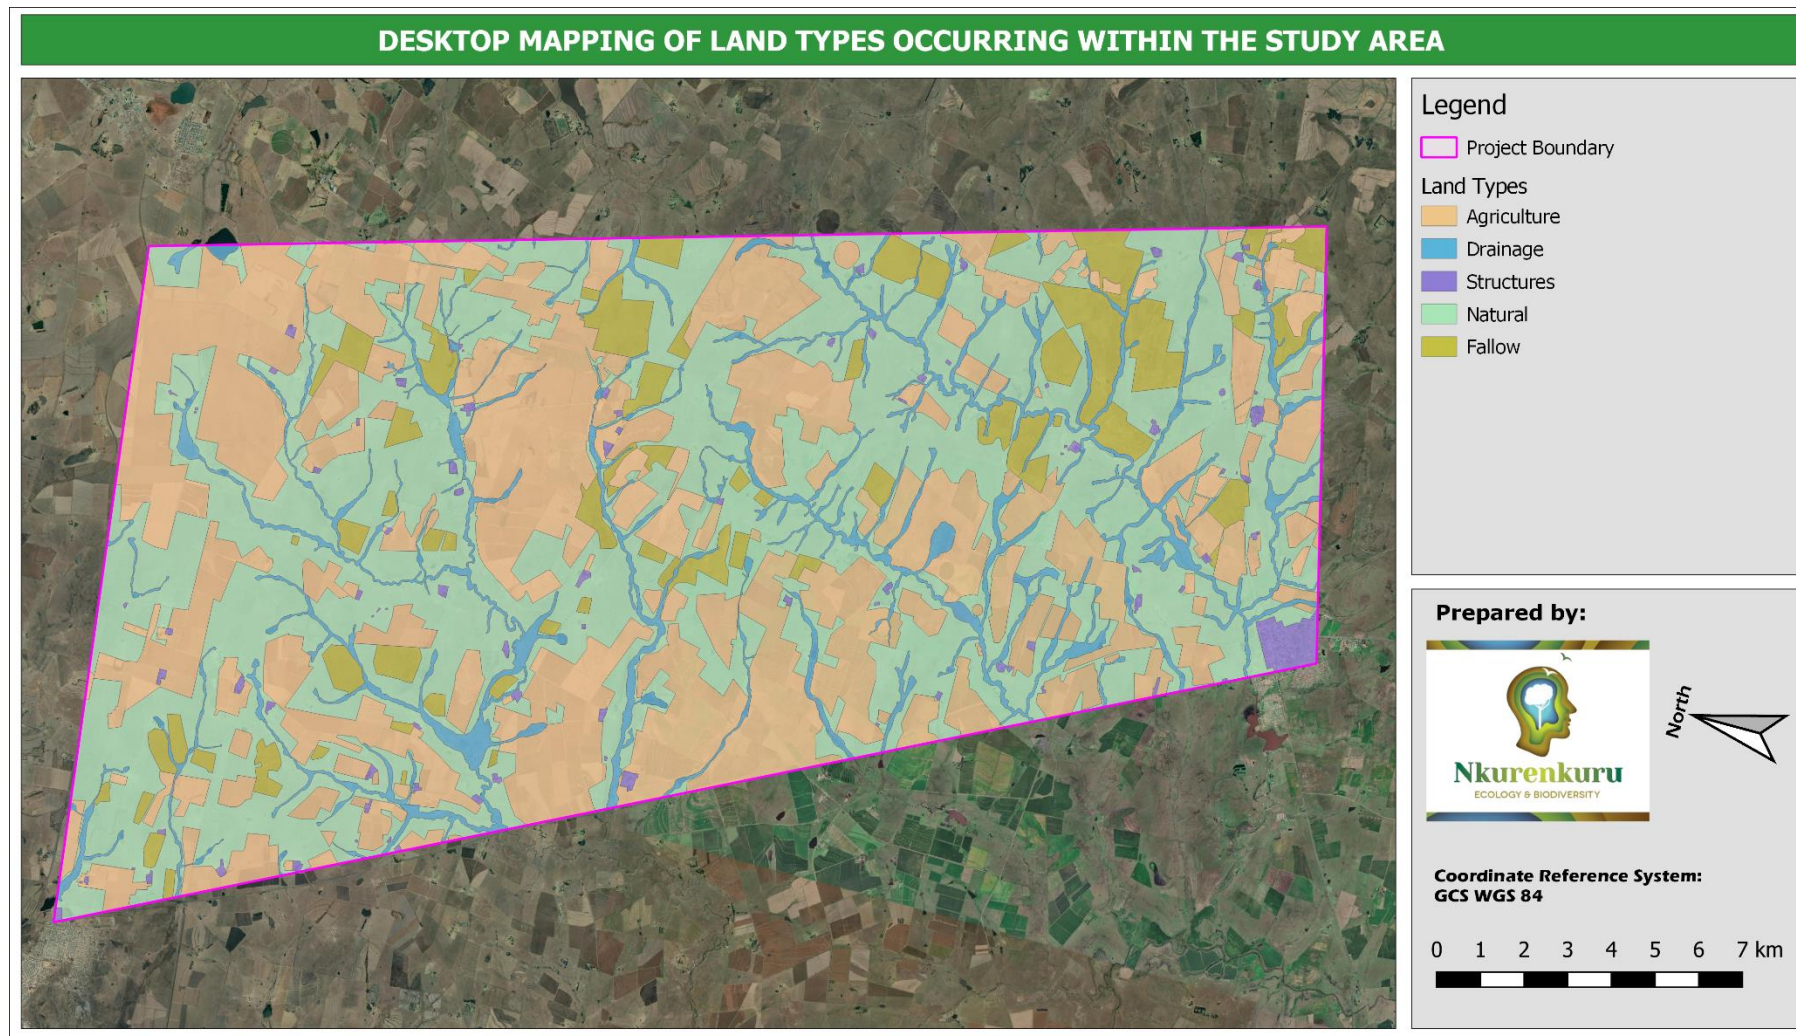 DESKTOP MAPPING OF LAND TYPES OCCURRING WITHIN THE STUDY AREA
Legend
Project Boundary
Land Types
Agriculture
Drainage
Structures
Natural
Fallow
Prepared by:
Nkurenkuru
ECOLOGY & BIODIVERSITY
North
Coordinate Reference System:
GCS WGS 84
0 1 2 3 4 5 6 7 km